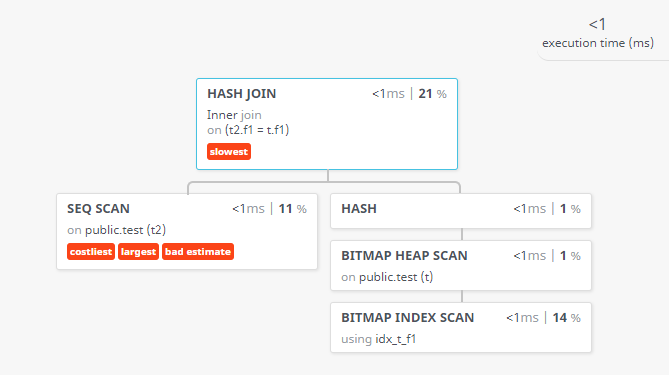 <1
execution time (ms)
HASH JOIN <1ms | 21 %
Inner join
on (t2.f1 = t.f1)
slowest
SEQ SCAN <1ms | 11 %
on public.test (t2)
costliest largest bad estimate
HASH <1ms | 1 %
BITMAP HEAP SCAN <1ms | 1 %
on public.test (t)
BITMAP INDEX SCAN <1ms | 14 %
using idx_t_f1